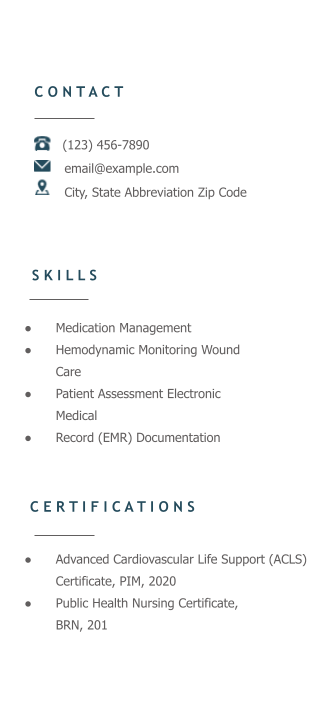 CONTACT
(123) 456-7890
email@example.com
City, State Abbreviation Zip Code
SKILLS
● Medication Management
● Hemodynamic Monitoring Wound
Care
● Patient Assessment Electronic
Medical
● Record (EMR) Documentation
CERTIFICATIONS
● Advanced Cardiovascular Life Support (ACLS)
Certificate, PIM, 2020
● Public Health Nursing Certificate,
BRN, 201